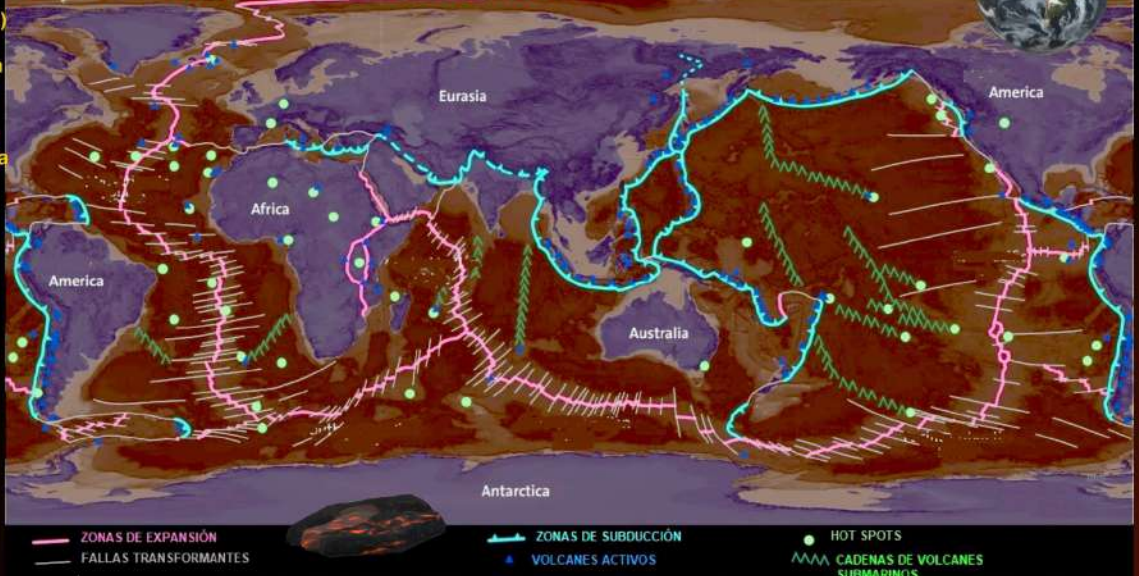 )
a
Eurasia
America
Africa
America
Australia
Antarctica
ZONAS DE EXPANSIÓN
FALLAS TRANSFORMANTES
ZONAS DE SUBDUCCIÓN
VOLCANES ACTIVOS
HOT SPOTS
CADENAS DE VOLCANES
SUBMARINOS